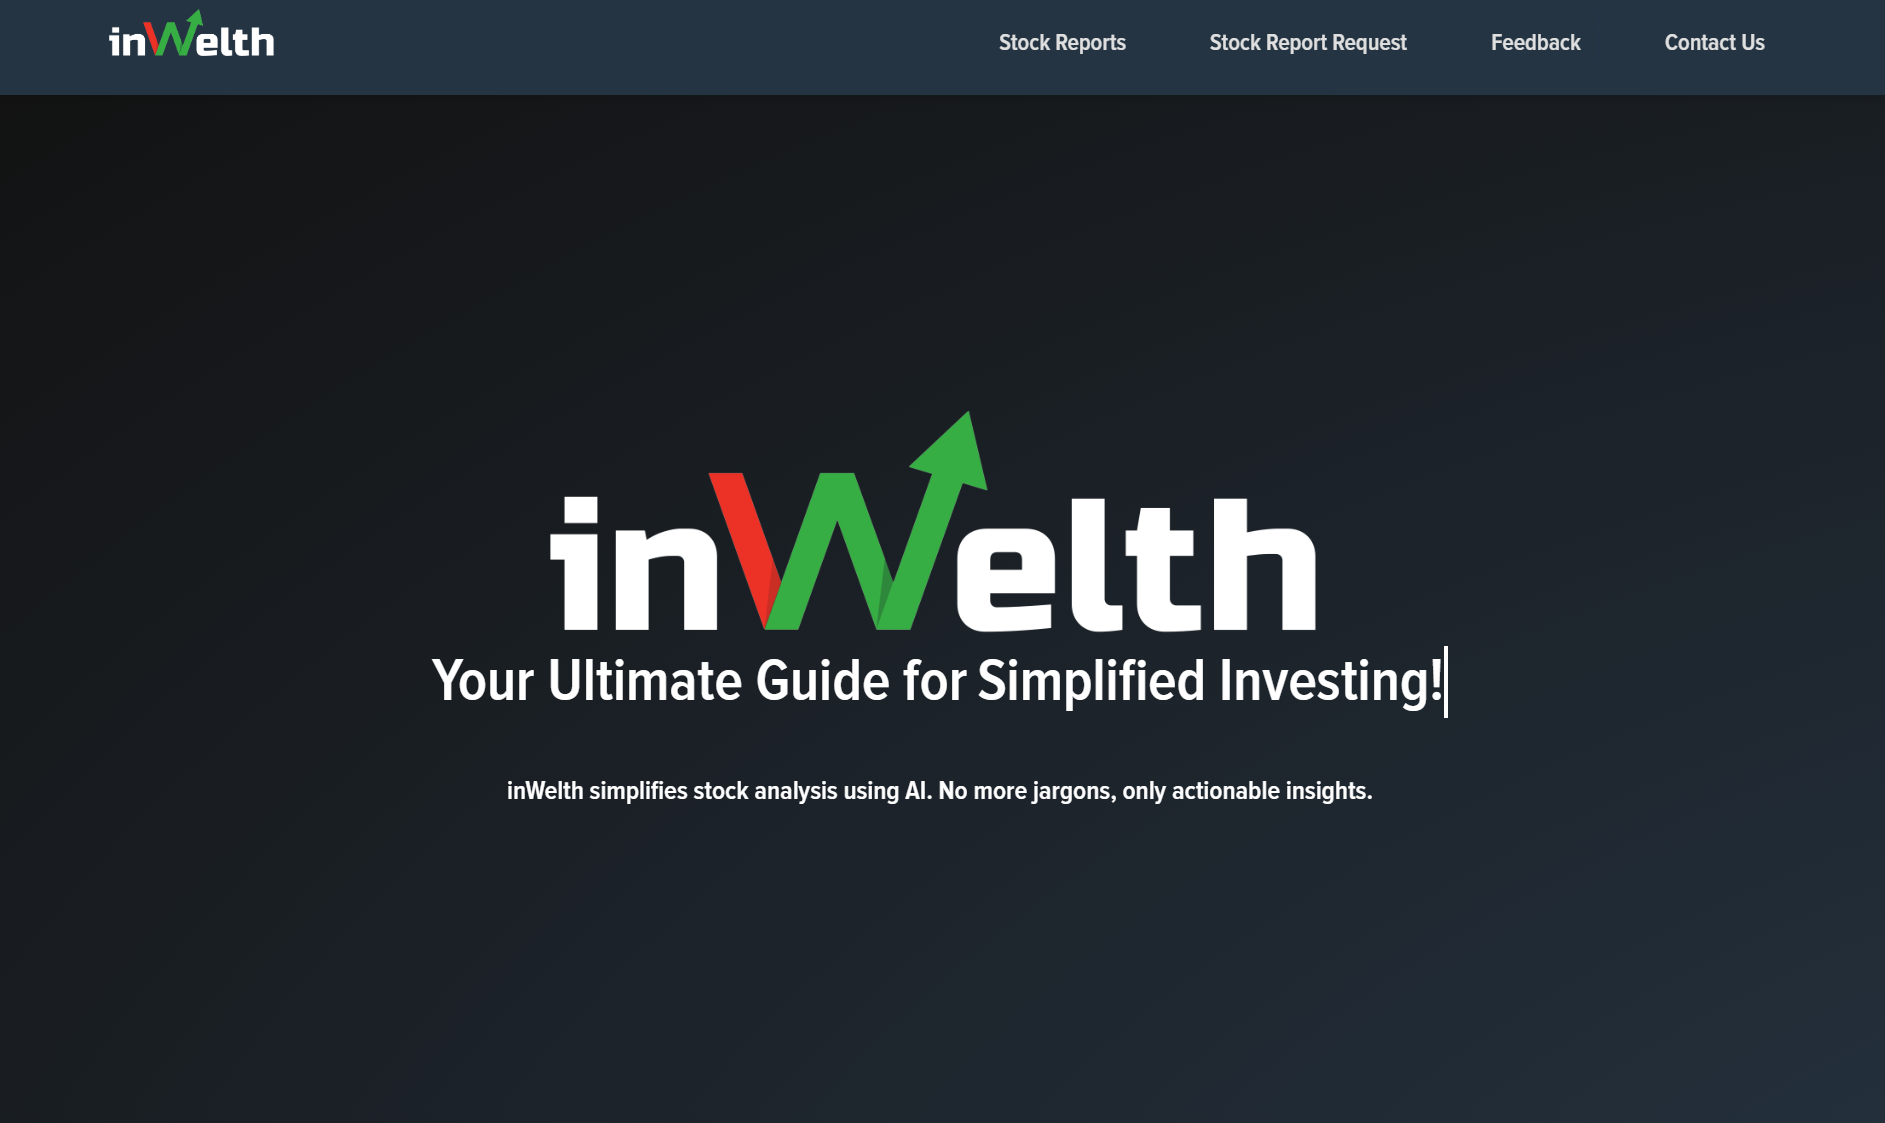 inWelth
Stock Reports
Stock Report Request
Feedback
Contact Us
inWelth
Your Ultimate Guide for Simplified Investing!
inWelth simplifies stock analysis using AI. No more jargons, only actionable insights.